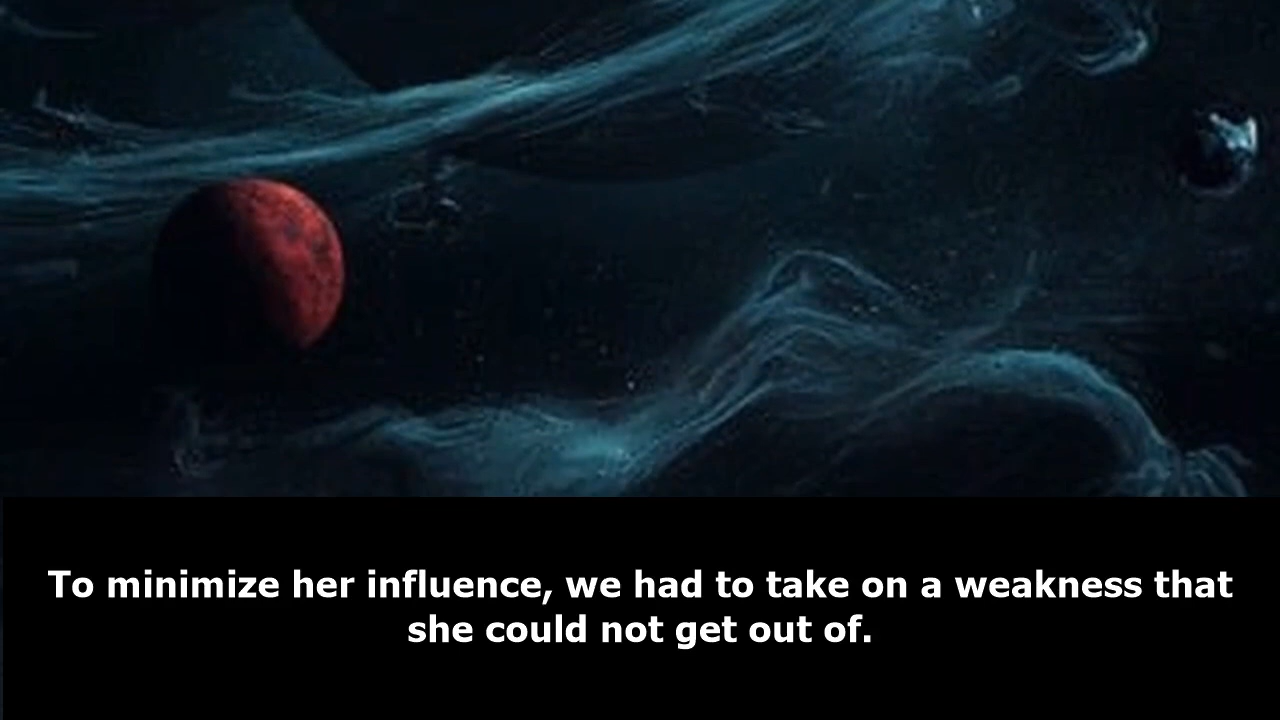 To minimize her influence, we had to take on a weakness that
she could not get out of.